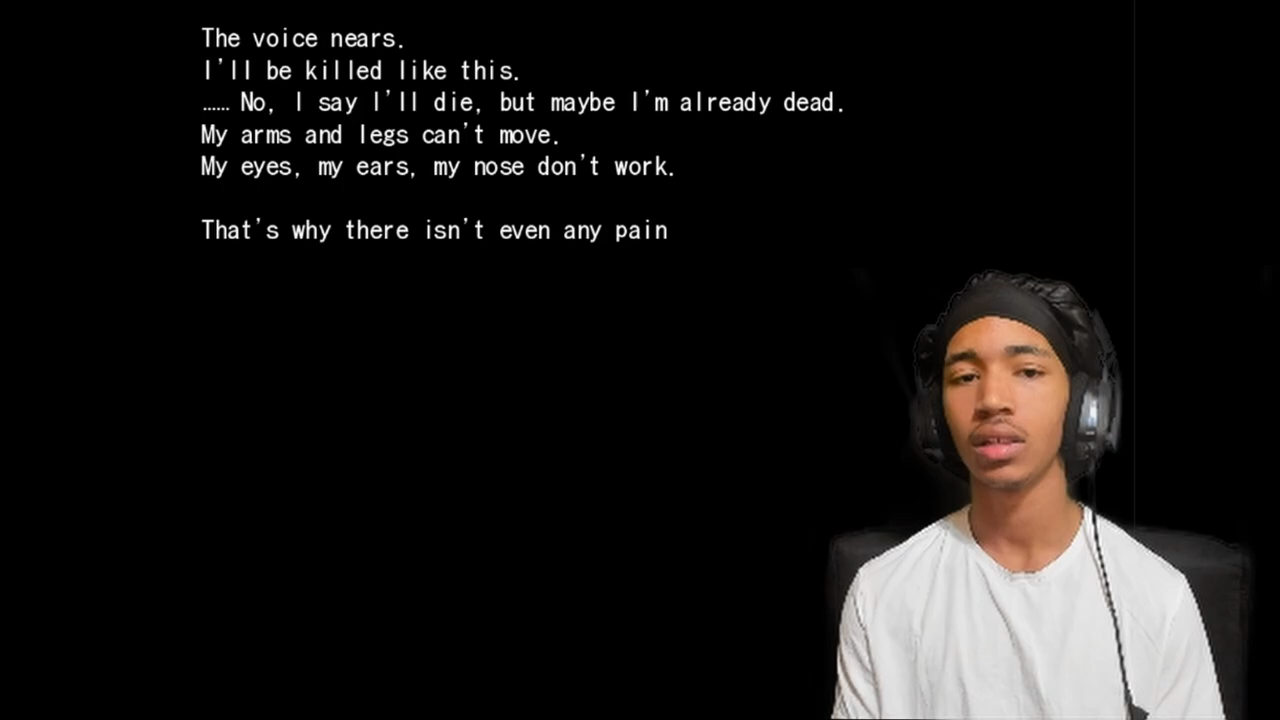 The voice nears.
I'll be killed like this.
…… No, I say I'll die, but maybe I'm already dead.
My arms and legs can't move.
My eyes, my ears, my nose don't work.
That's why there isn't even any pain